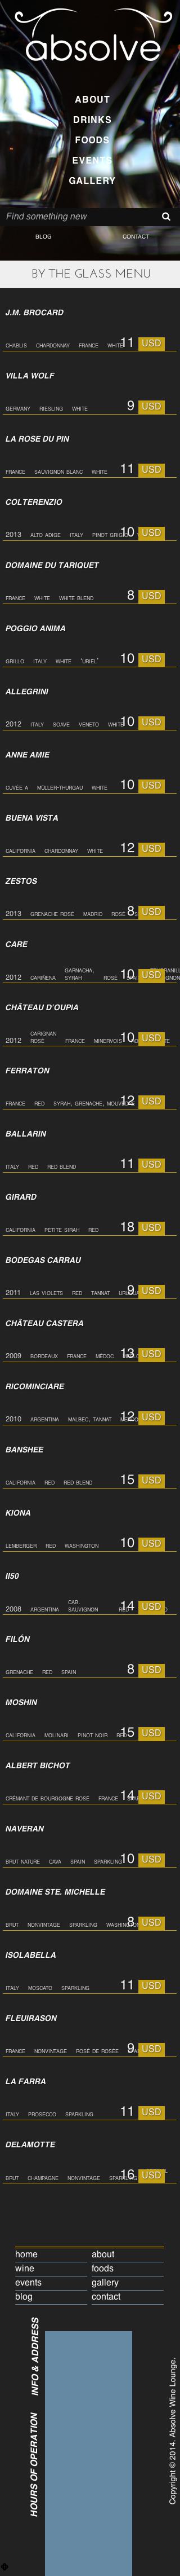 absolve
ABOUT
DRINKS
FOODS
EVENTS
GALLERY
Find something new
BLOG CONTACT
BY THE GLASS MENU
J.M. BROCARD
CHABLIS CHARDONNAY FRANCE WHITE 11 USD
VILLA WOLF
GERMANY RIESLING WHITE 9 USD
LA ROSE DU PIN
FRANCE SAUVIGNON BLANC WHITE 11 USD
COLTERENZIO
2013 ALTO ADIGE ITALY PINOT GRIGIO 10 USD
DOMAINE DU TARIQUET
FRANCE WHITE WHITE BLEND 8 USD
POGGIO ANIMA
GRILLO ITALY WHITE "URIEL" 10 USD
ALLEGRINI
2012 ITALY SOAVE VENETO WHITE 10 USD
ANNE AMIE
CUVÉE A MÜLLER-THURGAU WHITE 10 USD
BUENA VISTA
CALIFORNIA CHARDONNAY WHITE 12 USD
ZESTOS
2013 GRENACHE ROSÉ MADRID ROSÉ 8 USD
CARE
2012 CARIÑENA GARNACHA, SYRAH ROSÉ 10 USD
CHÂTEAU D'OUPIA
2012 CARIGNAN ROSÉ FRANCE MINERVOIS 10 USD
FERRATON
FRANCE RED SYRAH, GRENACHE, 12 USD
BALLARIN
ITALY RED RED BLEND 11 USD
GIRARD
CALIFORNIA PETITE SIRAH RED 18 USD
BODEGAS CARRAU
2011 LAS VIOLETS RED TANNAT 9 USD
CHÂTEAU CASTERA
2009 BORDEAUX FRANCE MÉDOC 13 USD
RICOMINCIARE
2010 ARGENTINA MALBEC, TANNAT 12 USD
BANSHEE
CALIFORNIA RED RED BLEND 15 USD
KIONA
LEMBERGER RED WASHINGTON 10 USD
II50
2008 ARGENTINA CAB. SAUVIGNON RED 14 USD
FILÓN
GRENACHE RED SPAIN 8 USD
MOSHIN
CALIFORNIA MOLINARI PINOT NOIR RED 15 USD
ALBERT BICHOT
CRÉMANT DE BOURGOGNE ROSÉ FRANCE 14 USD
NAVERAN
BRUT NATURE CAVA SPAIN SPARKLING 10 USD
DOMAINE STE. MICHELLE
BRUT NONVINTAGE SPARKLING WASHINGTON 8 USD
ISOLABELLA
ITALY MOSCATO SPARKLING 11 USD
FLEUIRASON
FRANCE NONVINTAGE ROSÉ DE ROSÉE 9 USD
LA FARRA
ITALY PROSECCO SPARKLING 11 USD
DELAMOTTE
BRUT CHAMPAGNE NONVINTAGE SPARKLING 16 USD
home about
wine foods
events gallery
blog contact
INFO & ADDRESS
HOURS OF OPERATION
Copyright © 2014. Absolve Wine Lounge.